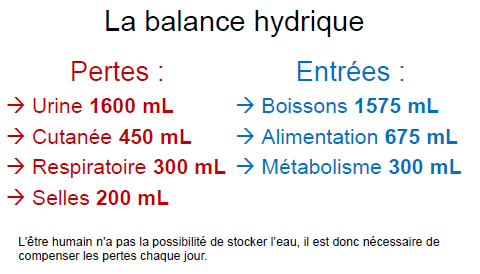 La balance hydrique
Pertes :
→ Urine 1600 mL
→ Cutanée 450 mL
→ Respiratoire 300 mL
→ Selles 200 mL
Entrées :
→ Boissons 1575 mL
→ Alimentation 675 mL
→ Métabolisme 300 mL
L’être humain n’a pas la possibilité de stocker l’eau, il est donc nécessaire de
compenser les pertes chaque jour.